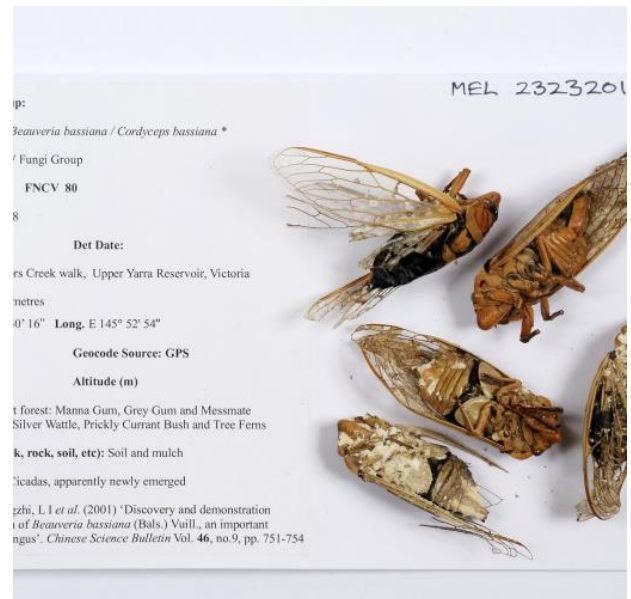 MEL 2323201
up:
Beauveria bassiana / Cordyceps bassiana *
/ Fungi Group
FNCV 80
8
Det Date:
rs Creek walk, Upper Yarra Reservoir, Victoria
metres
0' 16" Long. E 145° 52' 54"
Geocode Source: GPS
Altitude (m)
t forest: Manna Gum, Grey Gum and Messmate
Silver Wattle, Prickly Currant Bush and Tree Ferns
k, rock, soil, etc): Soil and mulch
Cicadas, apparently newly emerged
gzhi, L I et al. (2001) 'Discovery and demonstration
of Beauveria bassiana (Bals.) Vuill., an important
ngus'. Chinese Science Bulletin Vol. 46, no.9, pp. 751-754